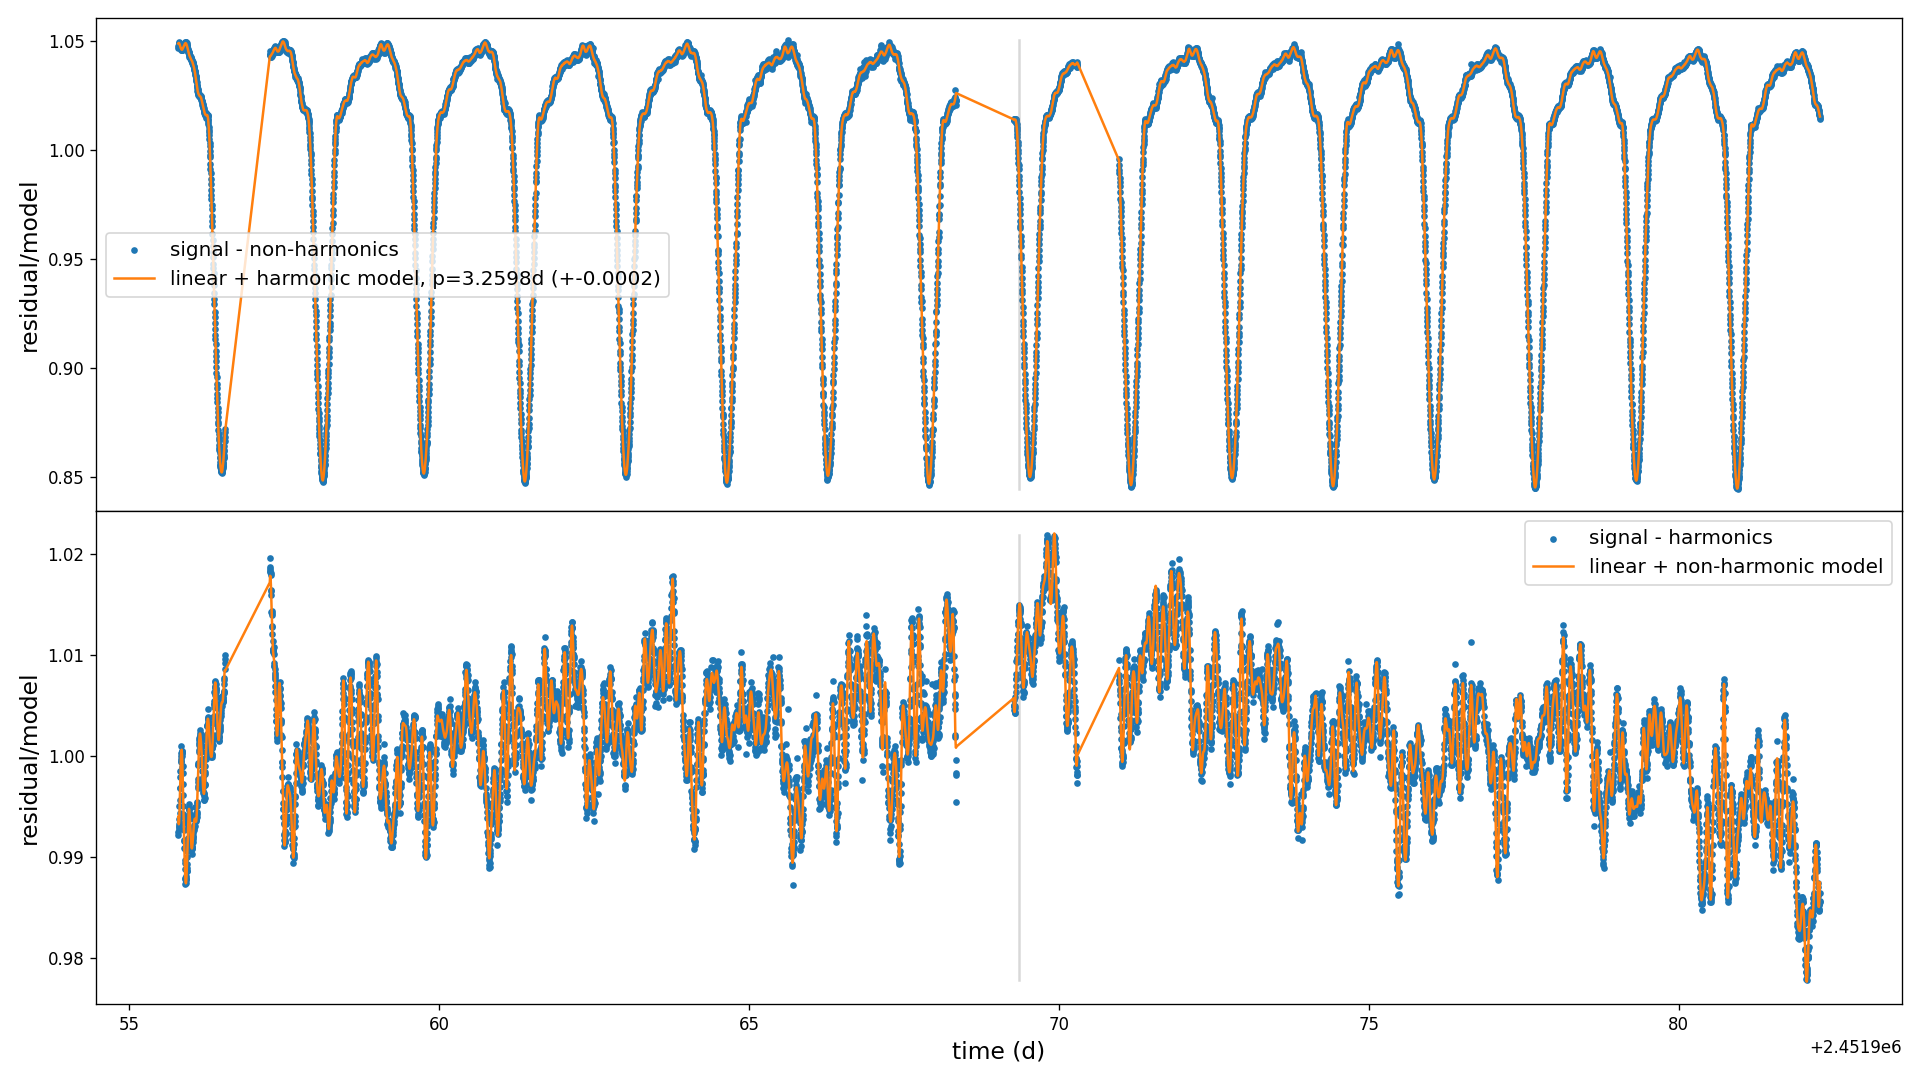 1.05
1.00
0.95
0.90
0.85
residual/model
signal - non-harmonics
linear + harmonic model, p=3.2598d (+-0.0002)
1.02
1.01
1.00
0.99
0.98
residual/model
signal - harmonics
linear + non-harmonic model
55
60
65
70
75
80
time (d)
+2.4519e6